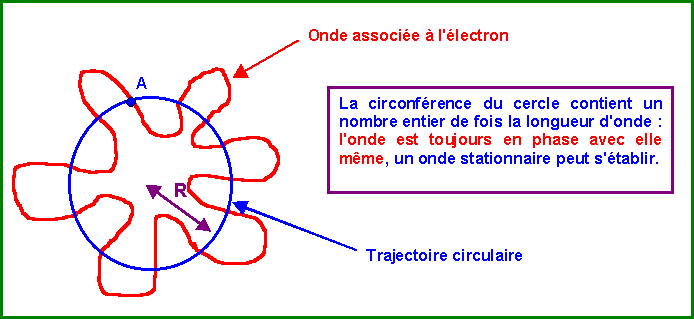 Onde associée à l'électron
A
La circonférence du cercle contient un
nombre entier de fois la longueur d'onde :
l'onde est toujours en phase avec elle
même, un onde stationnaire peut s'établir.
R
Trajectoire circulaire